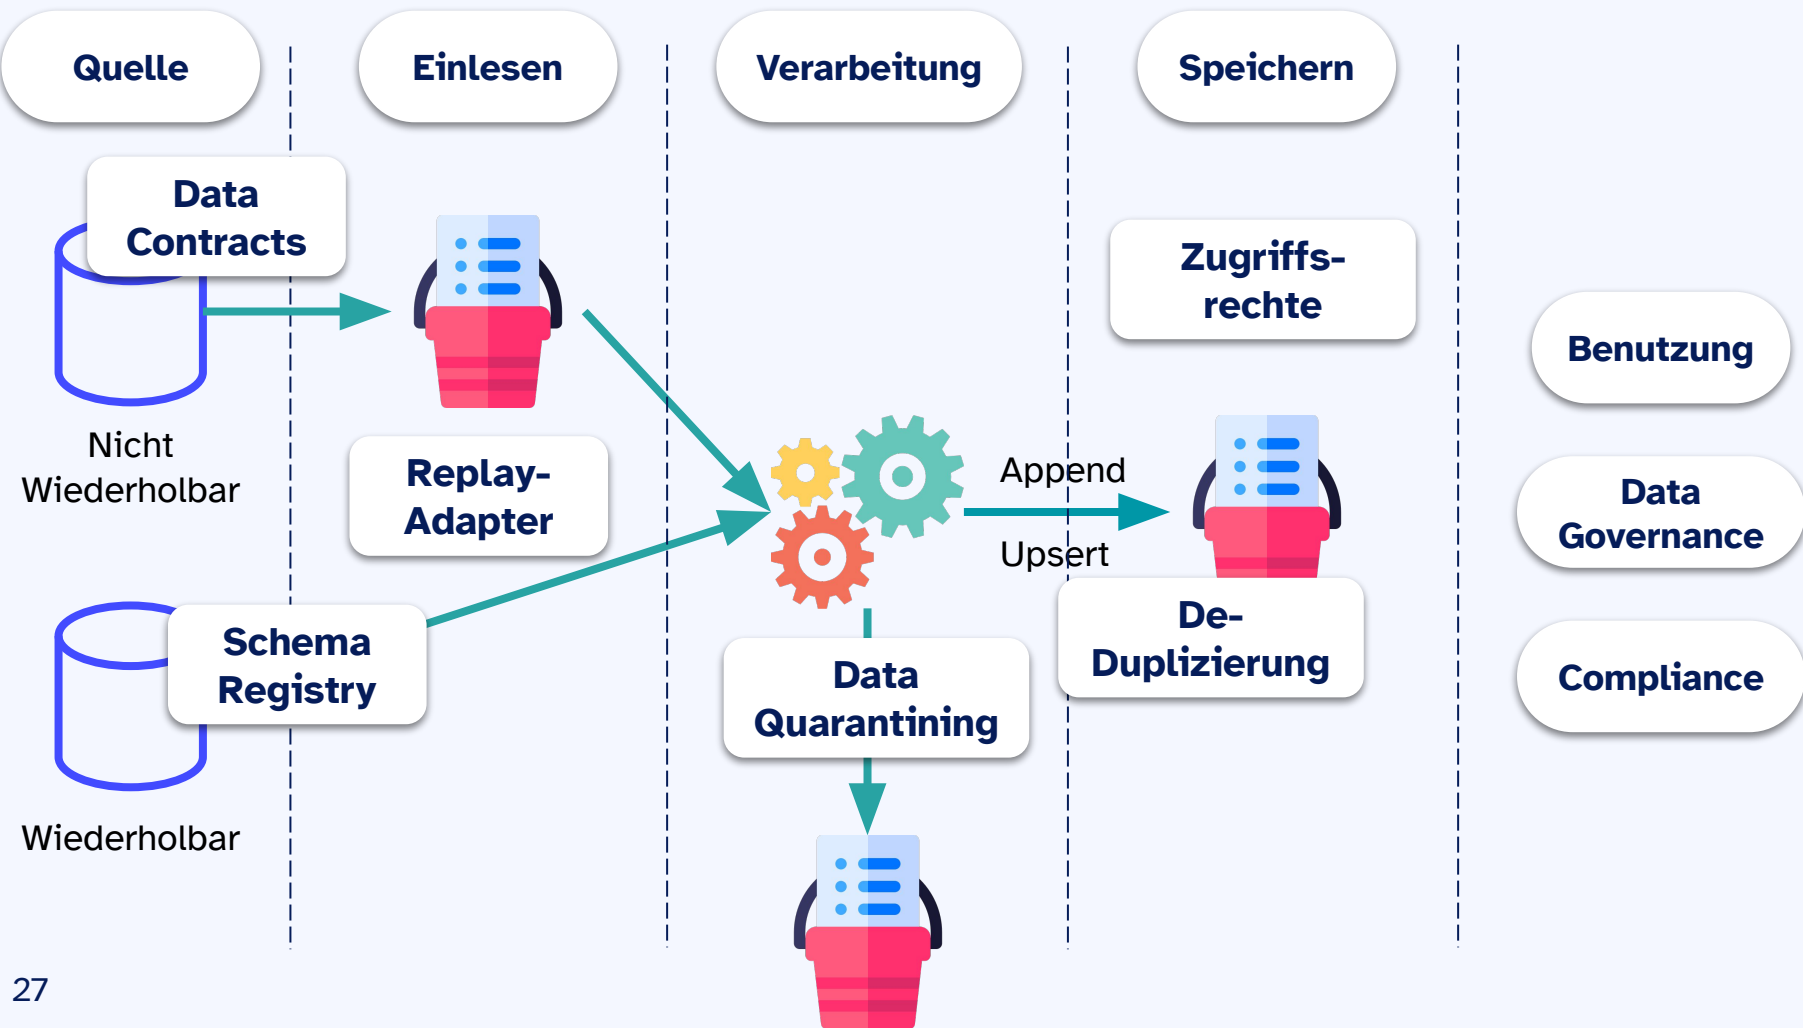 Quelle
Einlesen
Verarbeitung
Speichern
Data
Contracts
Zugriffs-
rechte
Benutzung
Nicht
Wiederholbar
Replay-
Adapter
Append
Upsert
Data
Governance
Schema
Registry
Data
Quarantining
De-
Duplizierung
Compliance
Wiederholbar
27